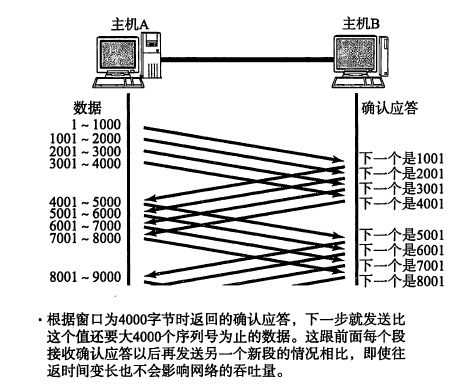 主机A
主机B
数据
确认应答
1 ~ 1000
1001 ~ 2000
2001 ~ 3000
3001 ~ 4000
下一个是1001
下一个是2001
下一个是3001
下一个是4001
4001 ~ 5000
5001 ~ 6000
6001 ~ 7000
7001 ~ 8000
下一个是5001
下一个是6001
下一个是7001
下一个是8001
8001 ~ 9000
·根据窗口为4000字节时返回的确认应答，下一步就发送比
这个值还要大4000个序列号为止的数据。这跟前面每个段
接收确认应答以后再发送另一个新段的情况相比，即使往
返时间变长也不会影响网络的吞吐量。